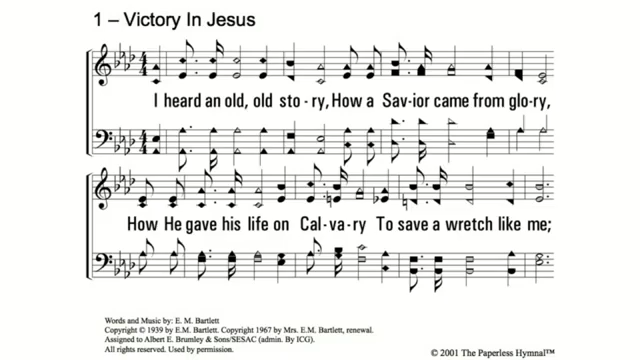 1 – Victory In Jesus
I heard an old, old sto - ry, How a Sav-ior came from glo-ry,
How He gave his life on Cal-va-ry To save a wretch like me;
Words and Music by: E. M. Bartlett
Copyright © 1939 by E.M. Bartlett. Copyright 1967 by Mrs. E.M. Bartlett, renewal.
Assigned to Albert E. Brumley & Sons/SESAC (admin. By ICG).
All rights reserved. Used by permission.
© 2001 The Paperless Hymnal™